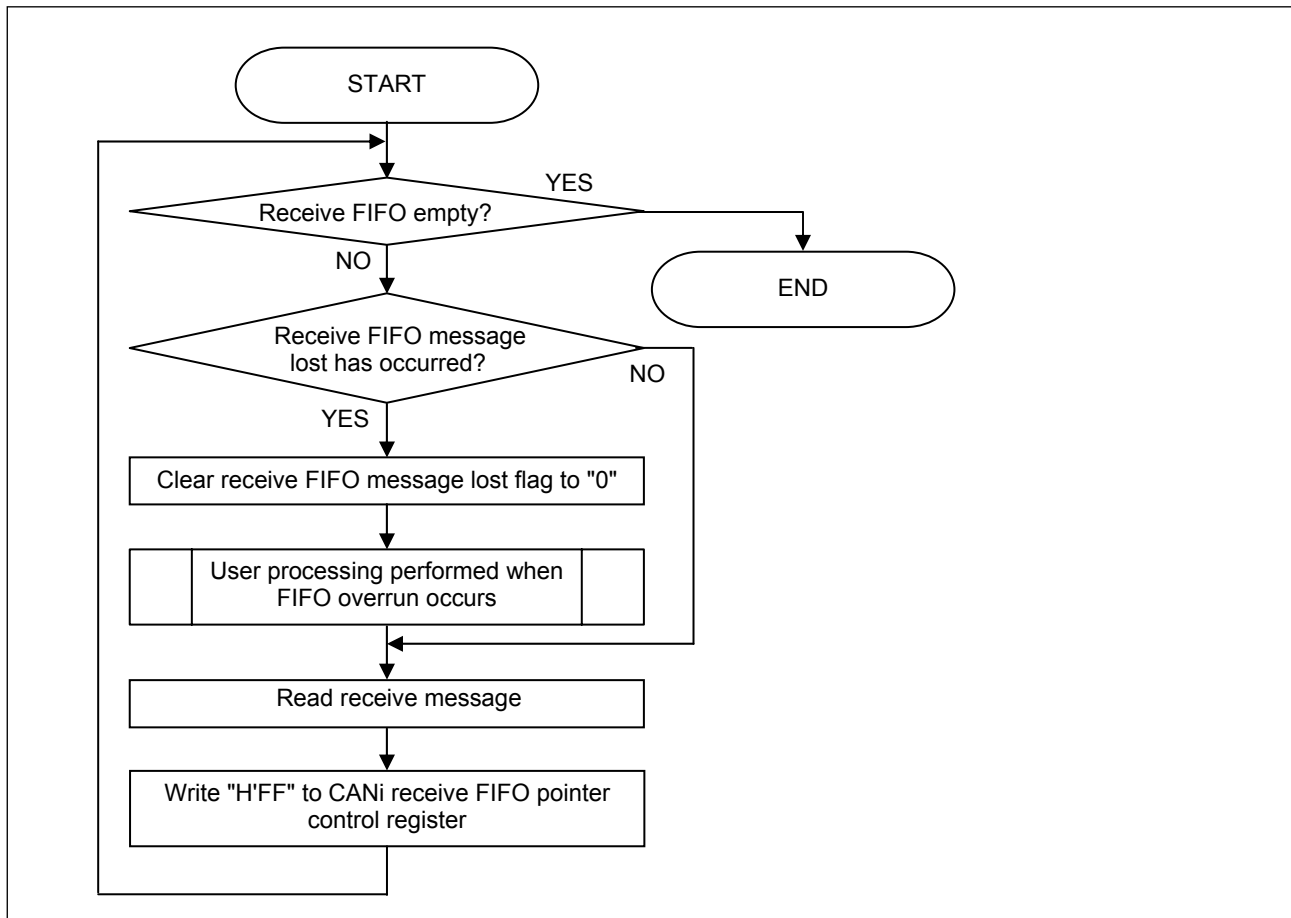 START
YES
Receive FIFO empty?
NO
END
Receive FIFO message
lost has occurred?
NO
YES
Clear receive FIFO message lost flag to "0"
User processing performed when
FIFO overrun occurs
Read receive message
Write "H'FF" to CANi receive FIFO pointer
control register